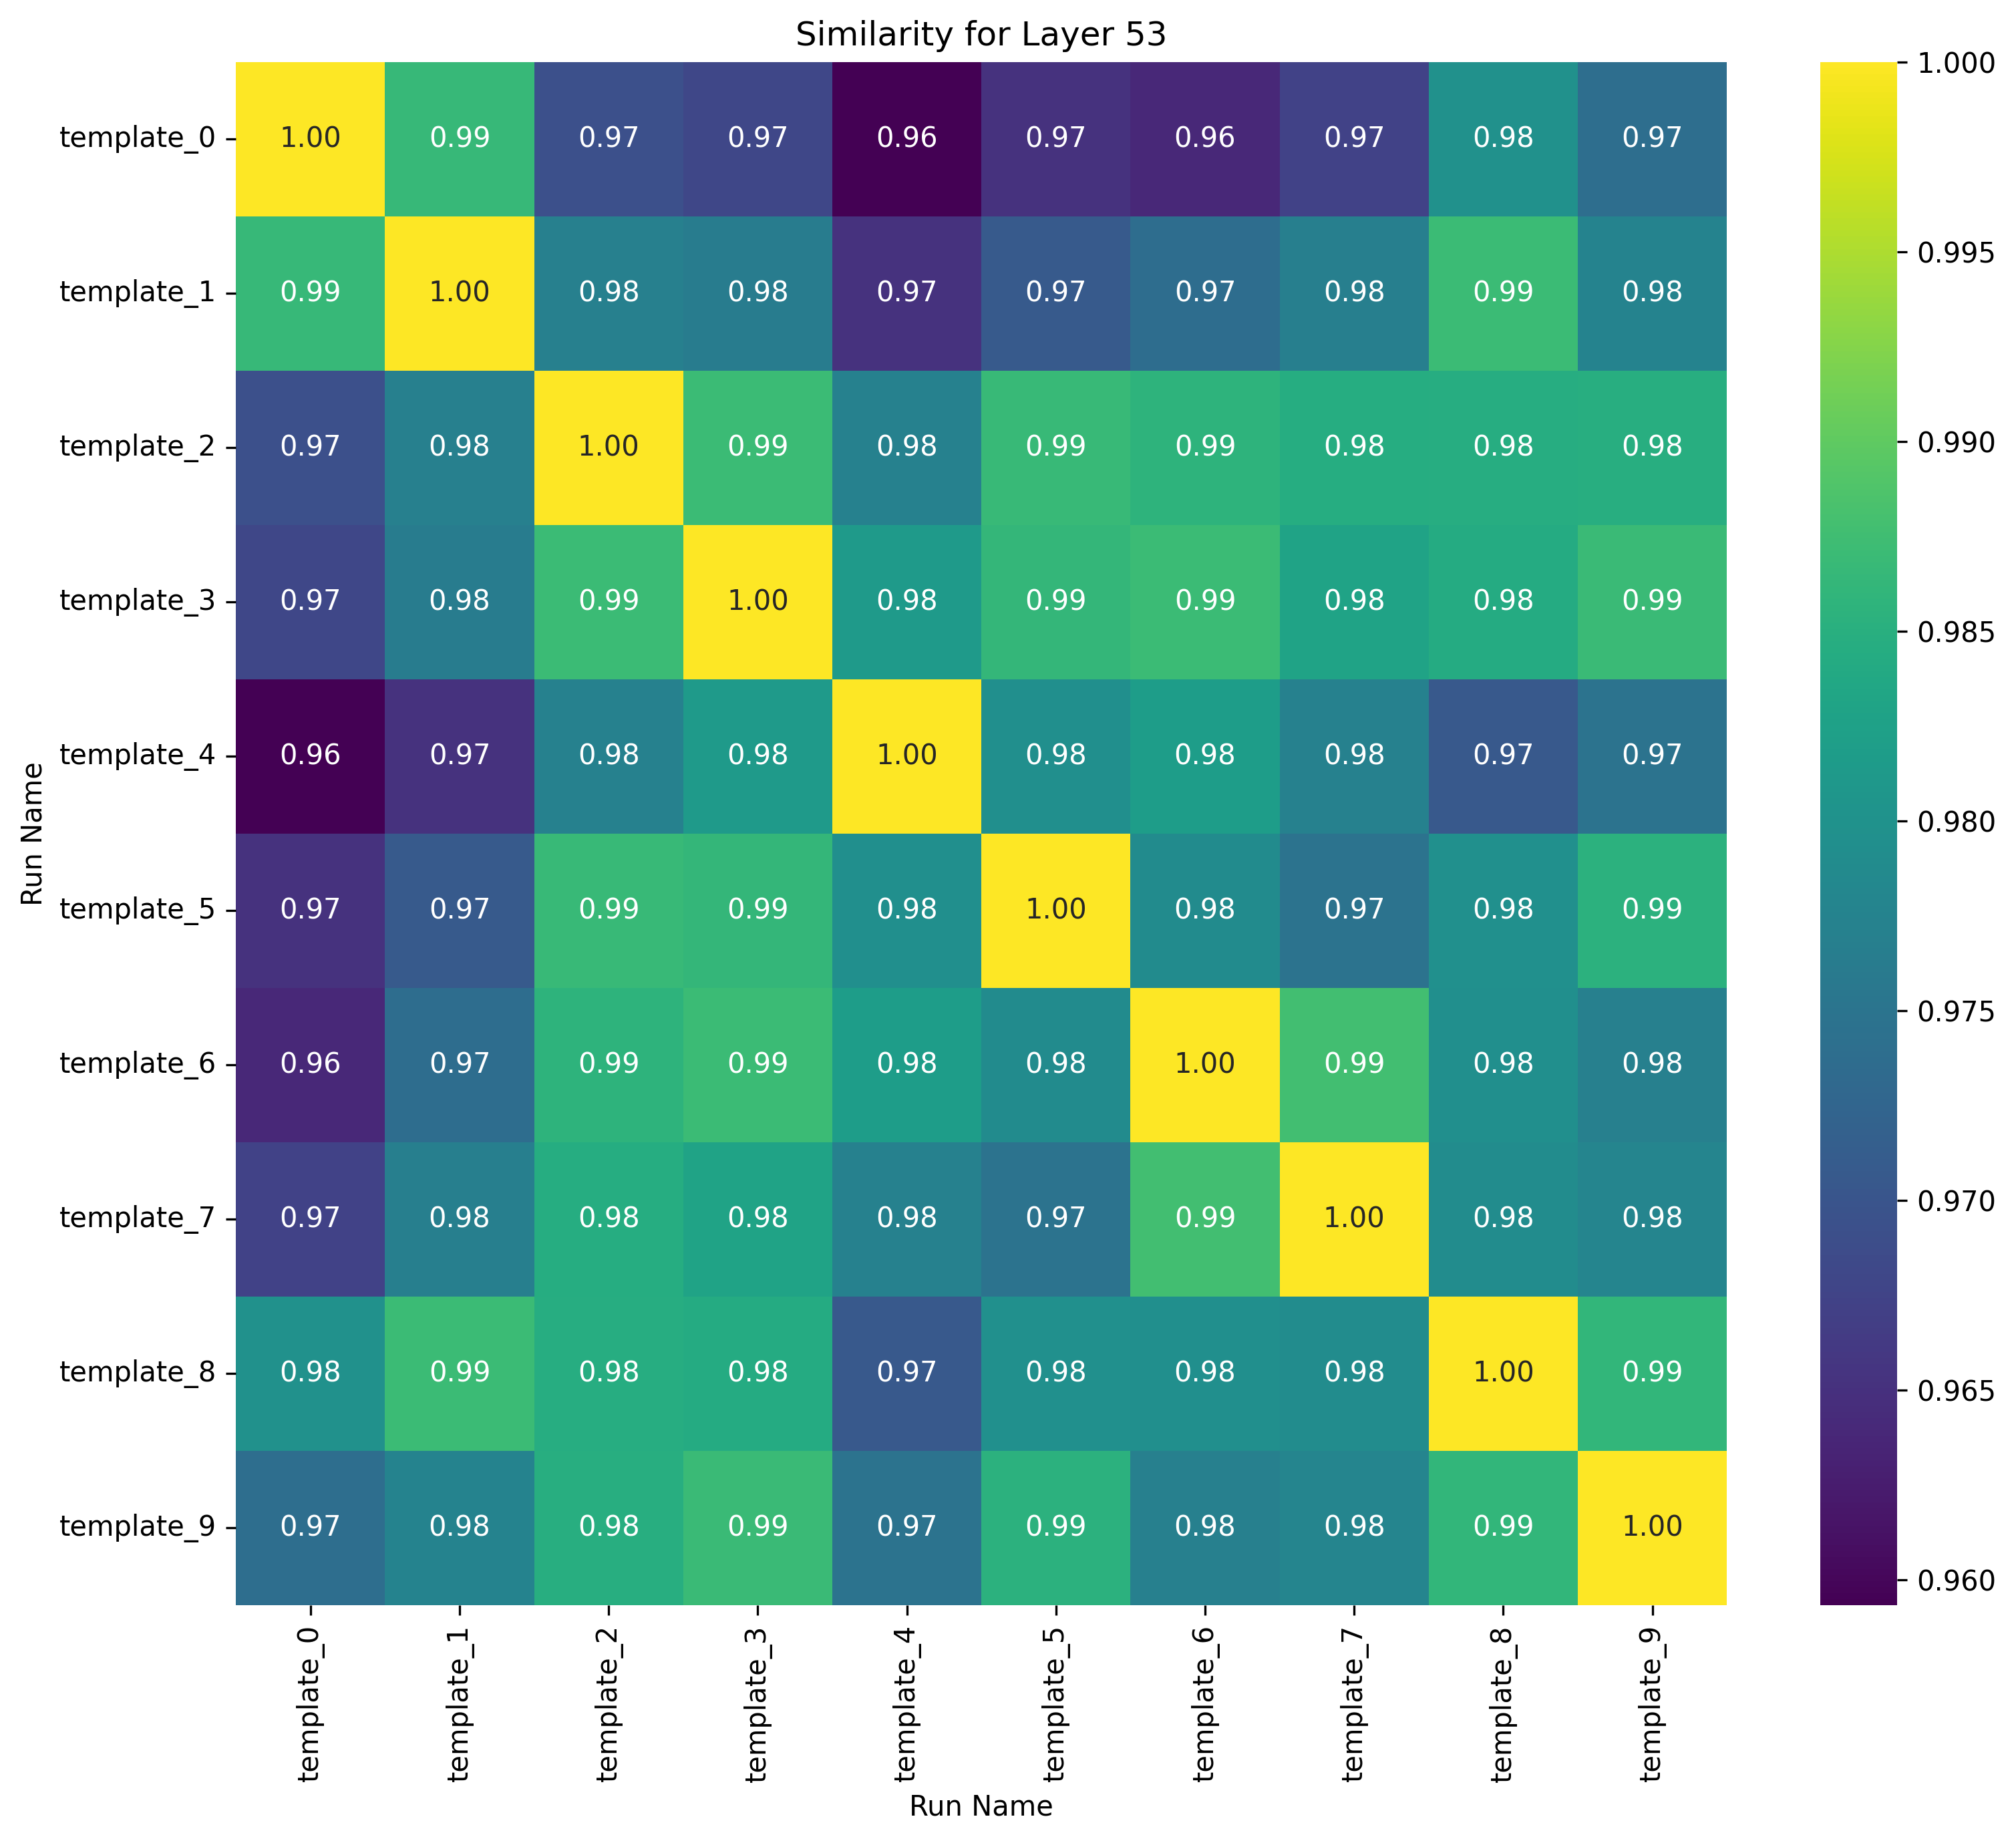 Similarity for Layer 53
template_0 1.00 0.99 0.97 0.97 0.96 0.97 0.96 0.97 0.98 0.97
template_1 0.99 1.00 0.98 0.98 0.97 0.97 0.97 0.98 0.99 0.98
template_2 0.97 0.98 1.00 0.99 0.98 0.99 0.99 0.98 0.98 0.98
template_3 0.97 0.98 0.99 1.00 0.98 0.99 0.99 0.98 0.98 0.99
template_4 0.96 0.97 0.98 0.98 1.00 0.98 0.98 0.98 0.97 0.97
template_5 0.97 0.97 0.99 0.99 0.98 1.00 0.98 0.97 0.98 0.99
template_6 0.96 0.97 0.99 0.99 0.98 0.98 1.00 0.99 0.98 0.98
template_7 0.97 0.98 0.98 0.98 0.98 0.97 0.99 1.00 0.98 0.98
template_8 0.98 0.99 0.98 0.98 0.97 0.98 0.98 0.98 1.00 0.99
template_9 0.97 0.98 0.98 0.99 0.97 0.99 0.98 0.98 0.99 1.00
Run Name
template_0 template_1 template_2 template_3 template_4 template_5 template_6 template_7 template_8 template_9
Run Name
1.000
0.995
0.990
0.985
0.980
0.975
0.970
0.965
0.960